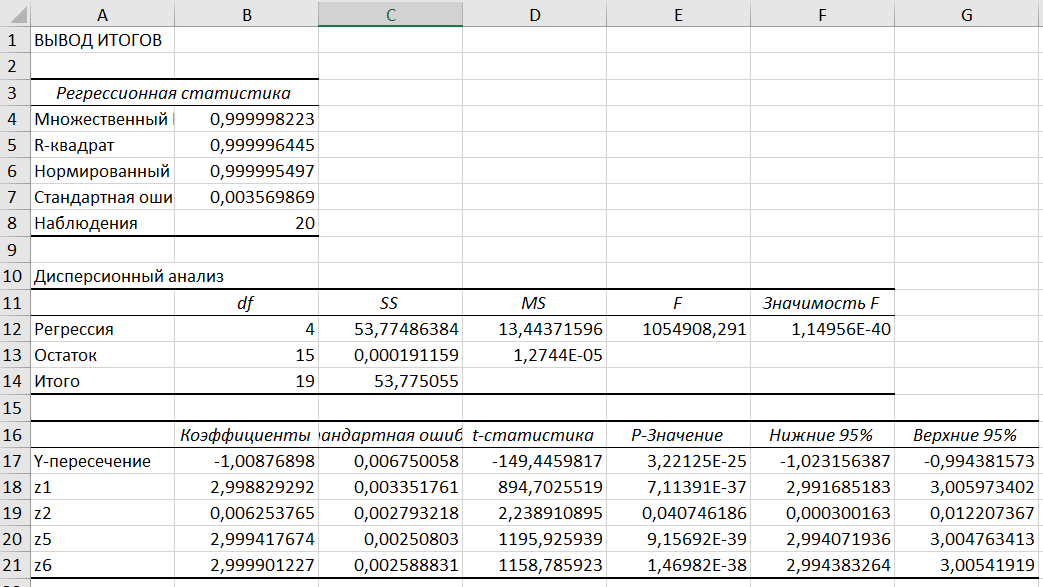 A B C D E F G
1 ВЫВОД ИТОГОВ
2
3 Регрессионная статистика
4 Множественный 0,999998223
5 R-квадрат 0,999996445
6 Нормированный 0,999995497
7 Стандартная оши 0,003569869
8 Наблюдения 20
9
10 Дисперсионный анализ
11 df SS MS F Значимость F
12 Регрессия 4 53,77486384 13,44371596 1054908,291 1,14956E-40
13 Остаток 15 0,000191159 1,2744E-05
14 Итого 19 53,775055
15
16 Коэффициенты андартная ошиб t-статистика P-Значение Нижние 95% Верхние 95%
17 Y-пересечение -1,00876898 0,006750058 -149,4459817 3,22125E-25 -1,023156387 -0,994381573
18 z1 2,998829292 0,003351761 894,7025519 7,11391E-37 2,991685183 3,005973402
19 z2 0,006253765 0,002793218 2,238910895 0,040746186 0,000300163 0,012207367
20 z5 2,999417674 0,00250803 1195,925939 9,15692E-39 2,994071936 3,004763413
21 z6 2,999901227 0,002588831 1158,785923 1,46982E-38 2,994383264 3,00541919